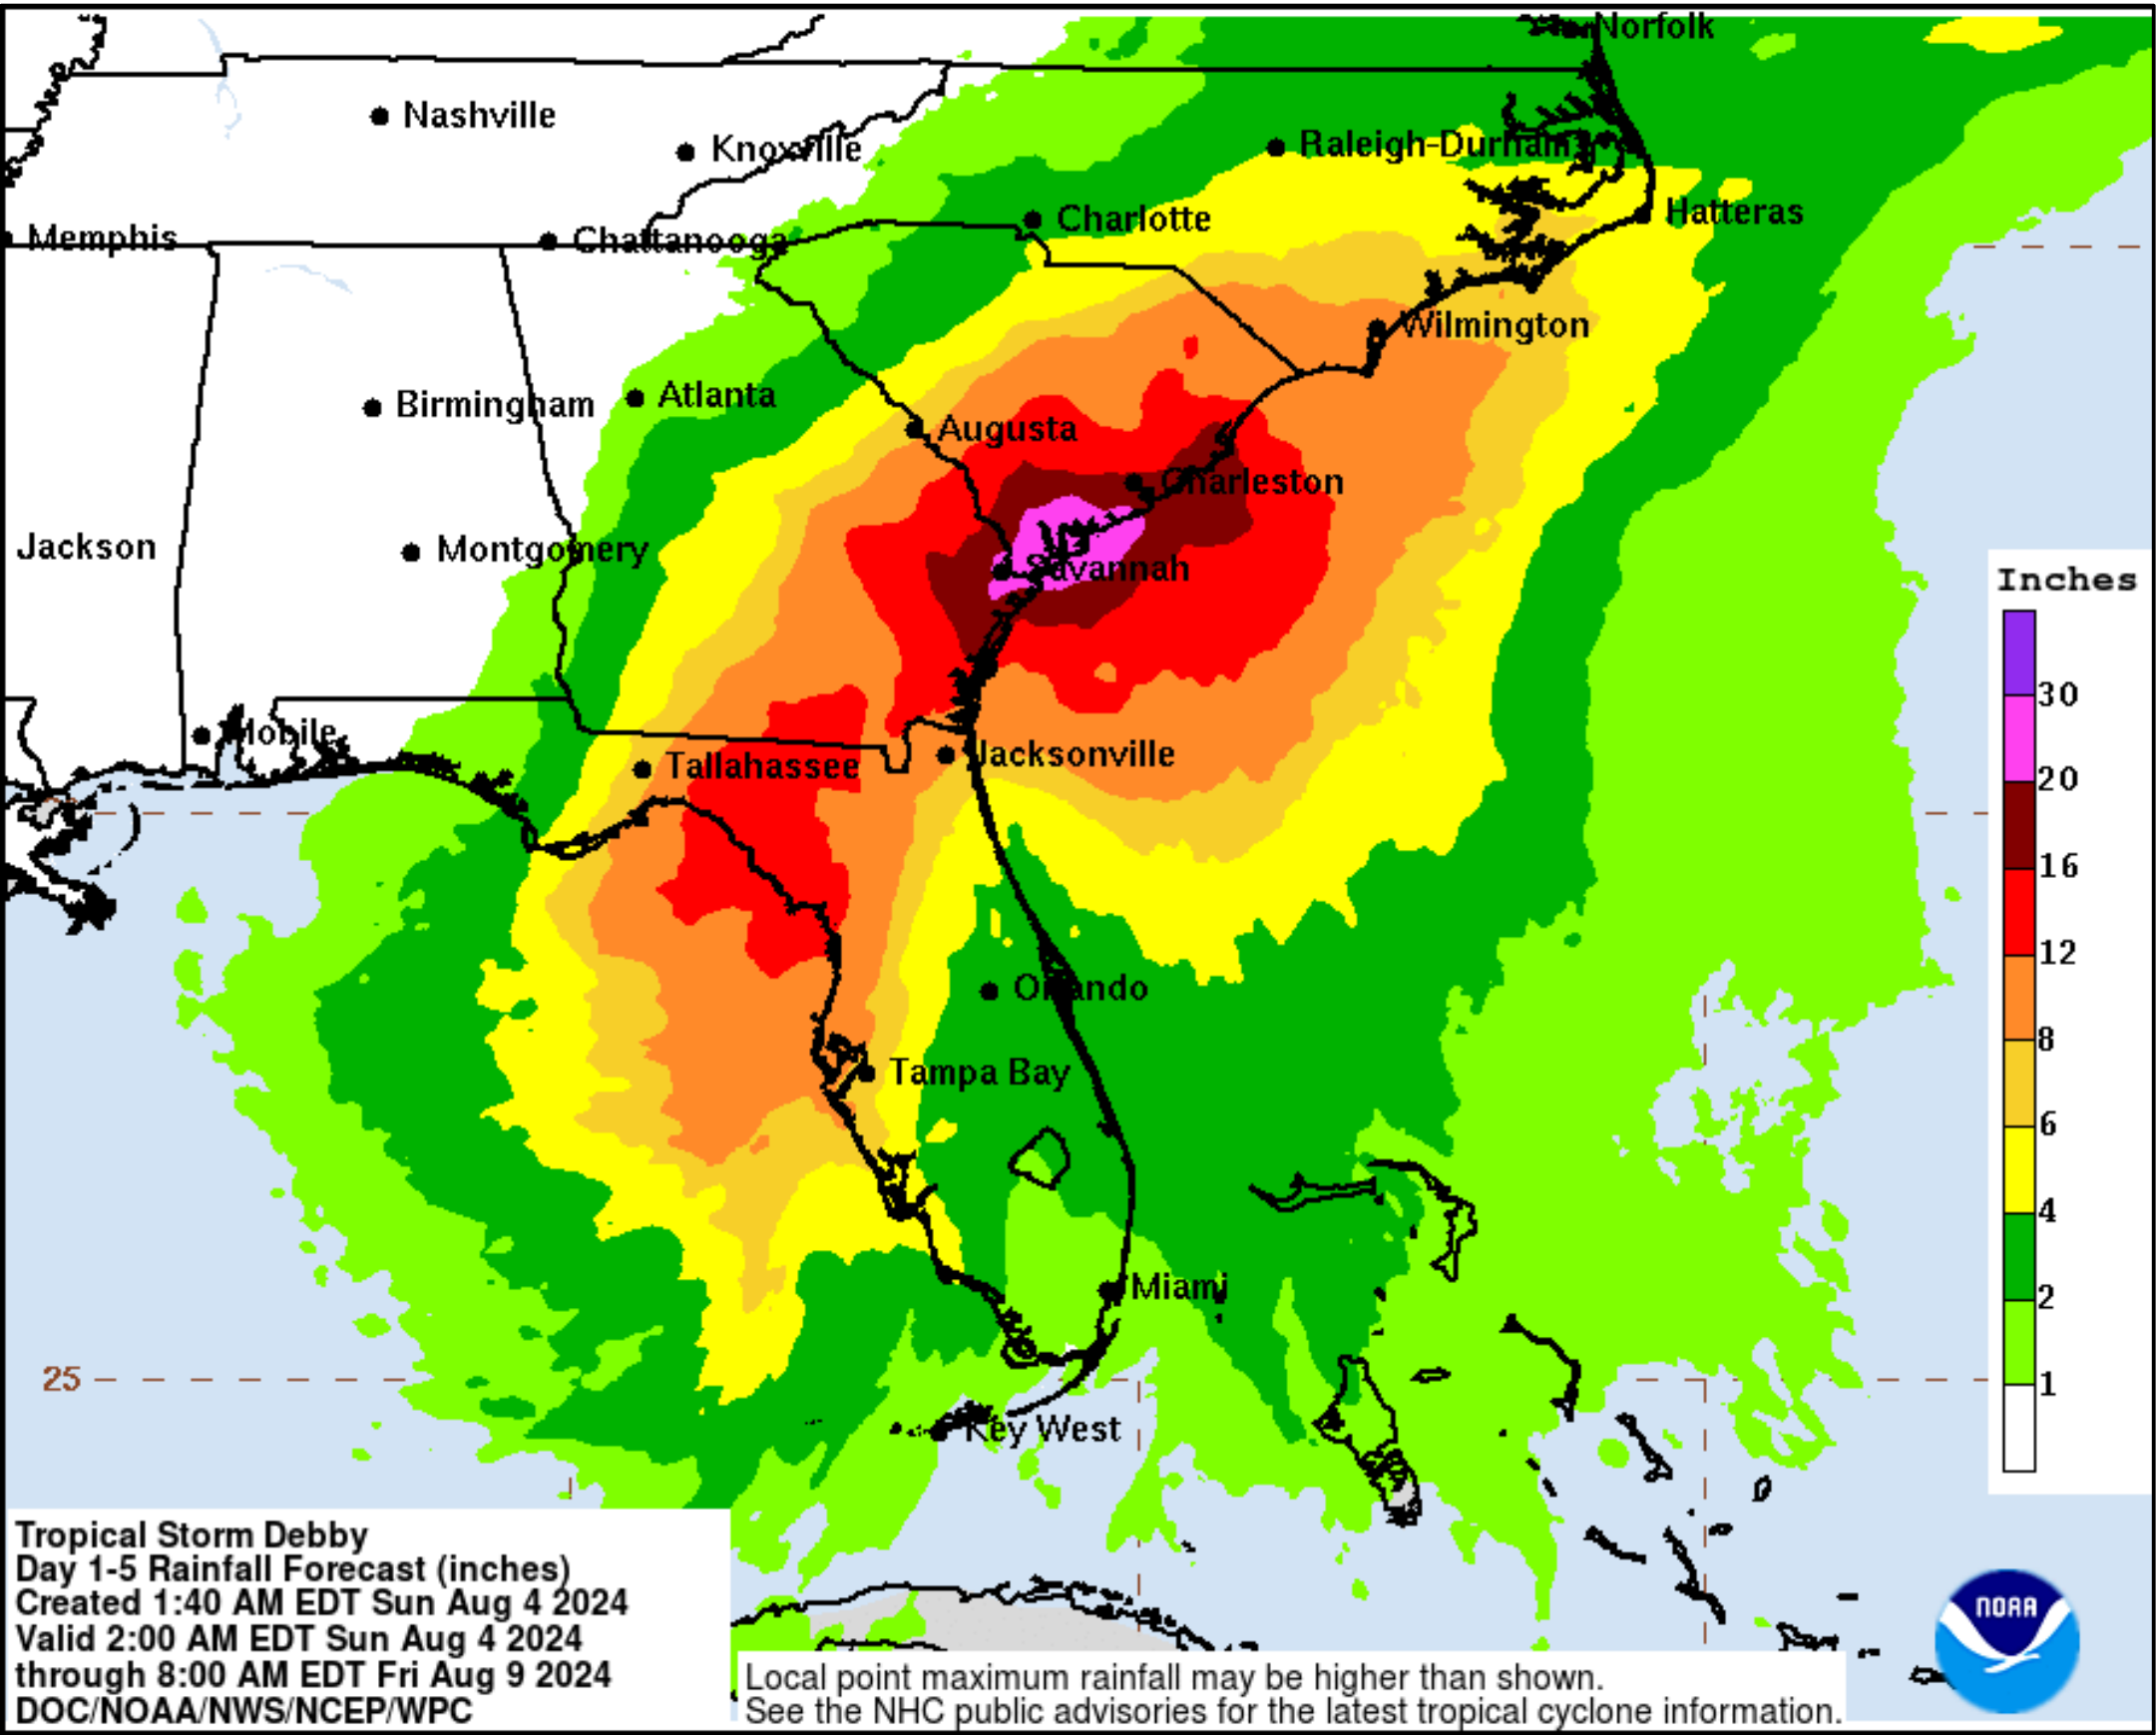 Norfolk
Nashville
Knoxville
Raleigh-Durham
Charlotte
Hatteras
Memphis
Chattanooga
Wilmington
Birmingham
Atlanta
Augusta
Charleston
Jackson
Montgomery
Savannah
Inches
30
20
16
12
8
6
4
2
1
Mobile
Tallahassee
Jacksonville
Orlando
Tampa Bay
Miami
25
Key West
Tropical Storm Debby
Day 1-5 Rainfall Forecast (inches)
Created 1:40 AM EDT Sun Aug 4 2024
Valid 2:00 AM EDT Sun Aug 4 2024
through 8:00 AM EDT Fri Aug 9 2024
DOC/NOAA/NWS/NCEP/WPC
Local point maximum rainfall may be higher than shown.
See the NHC public advisories for the latest tropical cyclone information.
NOAA